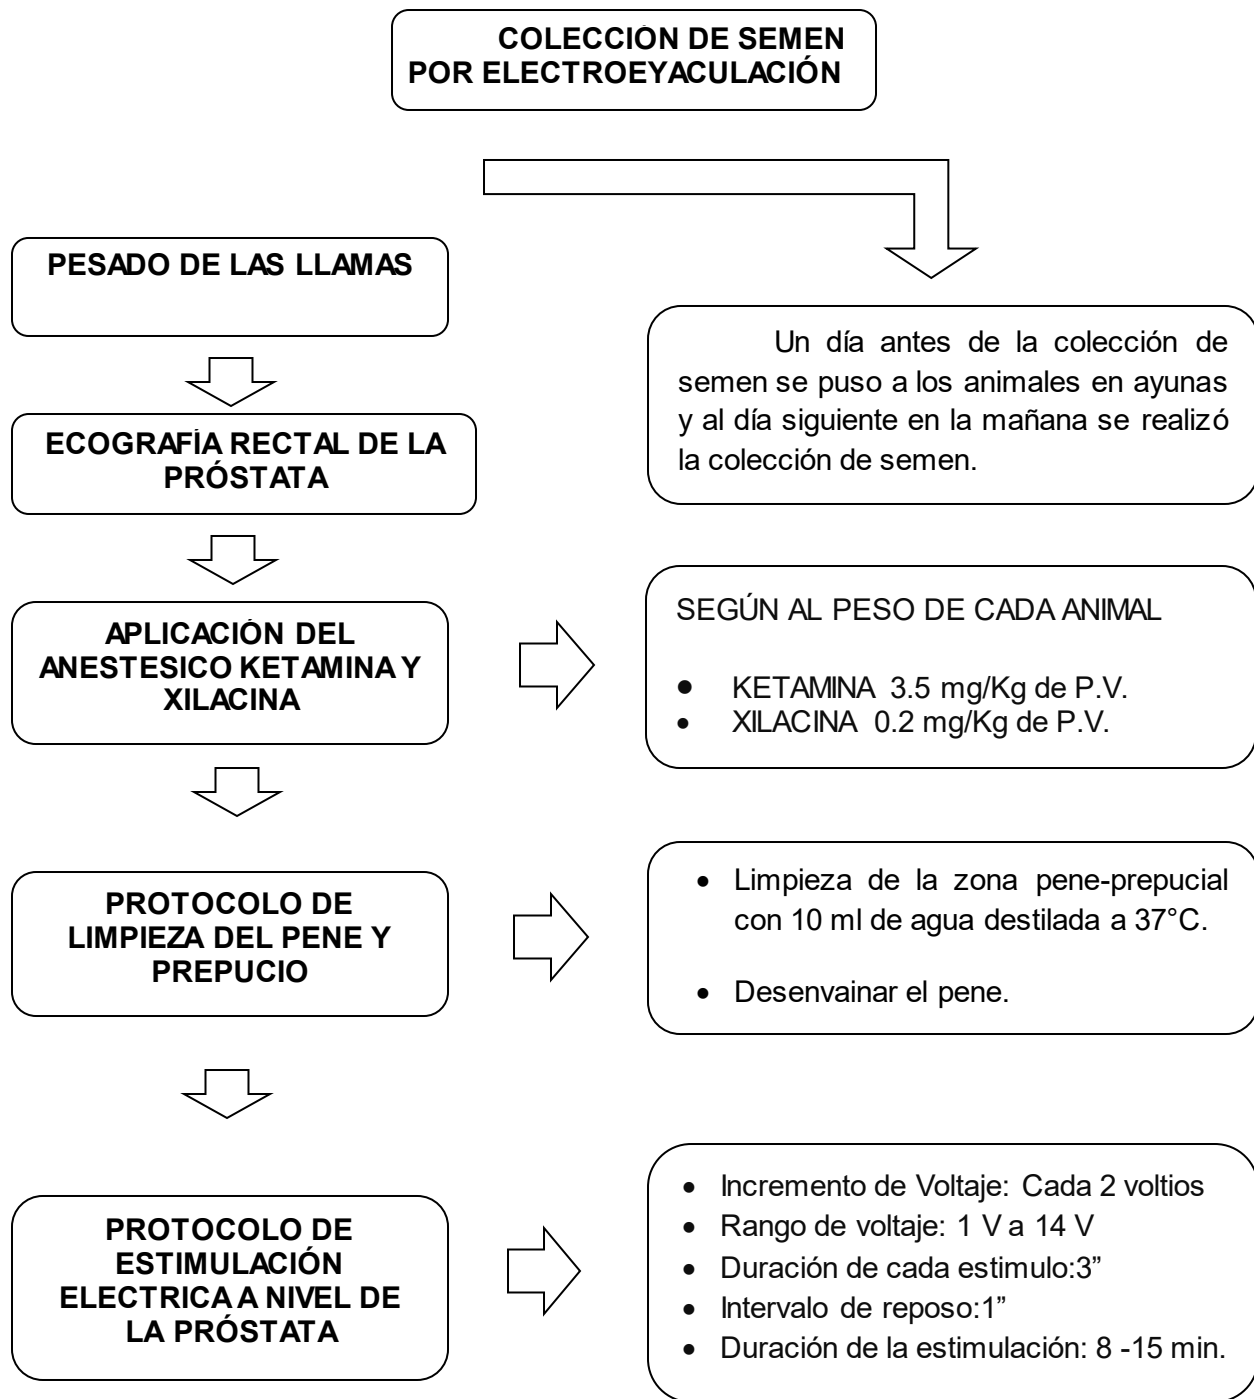 COLECCIÓN DE SEMEN
POR ELECTROEYACULACIÓN
PESADO DE LAS LLAMAS
Un día antes de la colección de
semen se puso a los animales en ayunas
y al día siguiente en la mañana se realizó
la colección de semen.
ECOGRAFÍA RECTAL DE LA
PRÓSTATA
APLICACIÓN DEL
ANESTESICO KETAMINA Y
XILACINA
SEGÚN AL PESO DE CADA ANIMAL
• KETAMINA 3.5 mg/Kg de P.V.
• XILACINA 0.2 mg/Kg de P.V.
PROTOCOLO DE
LIMPIEZA DEL PENE Y
PREPUCIO
• Limpieza de la zona pene-prepucial
con 10 ml de agua destilada a 37°C.
• Desenvainar el pene.
PROTOCOLO DE
ESTIMULACIÓN
ELECTRICA A NIVEL DE
LA PRÓSTATA
• Incremento de Voltaje: Cada 2 voltios
• Rango de voltaje: 1 V a 14 V
• Duración de cada estimulo:3”
• Intervalo de reposo:1”
• Duración de la estimulación: 8 -15 min.